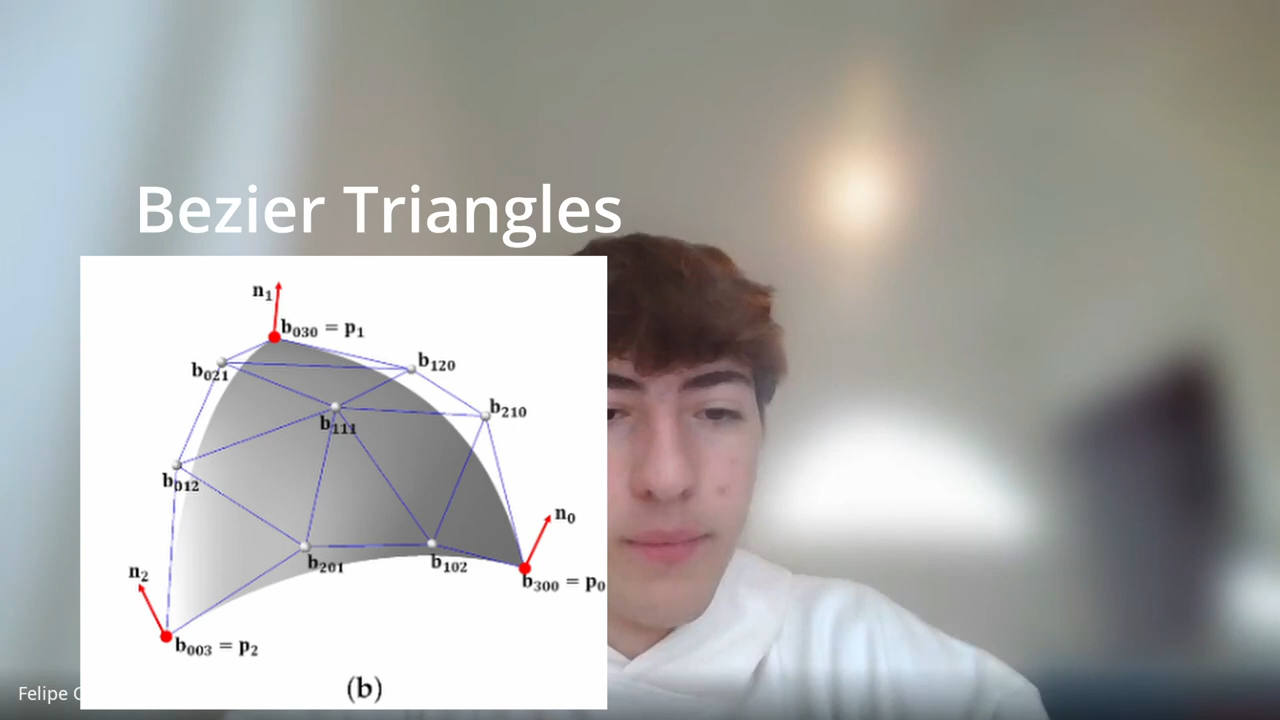 Bezier Triangles
n₁
b₀₃₀ = p₁
b₀₂₁
b₁₂₀
b₂₁₀
b₁₁₁
b₀₁₂
n₀
b₂₀₁
b₁₀₂
n₂
b₃₀₀ = p₀
b₀₀₃ = p₂
(b)
Felipe